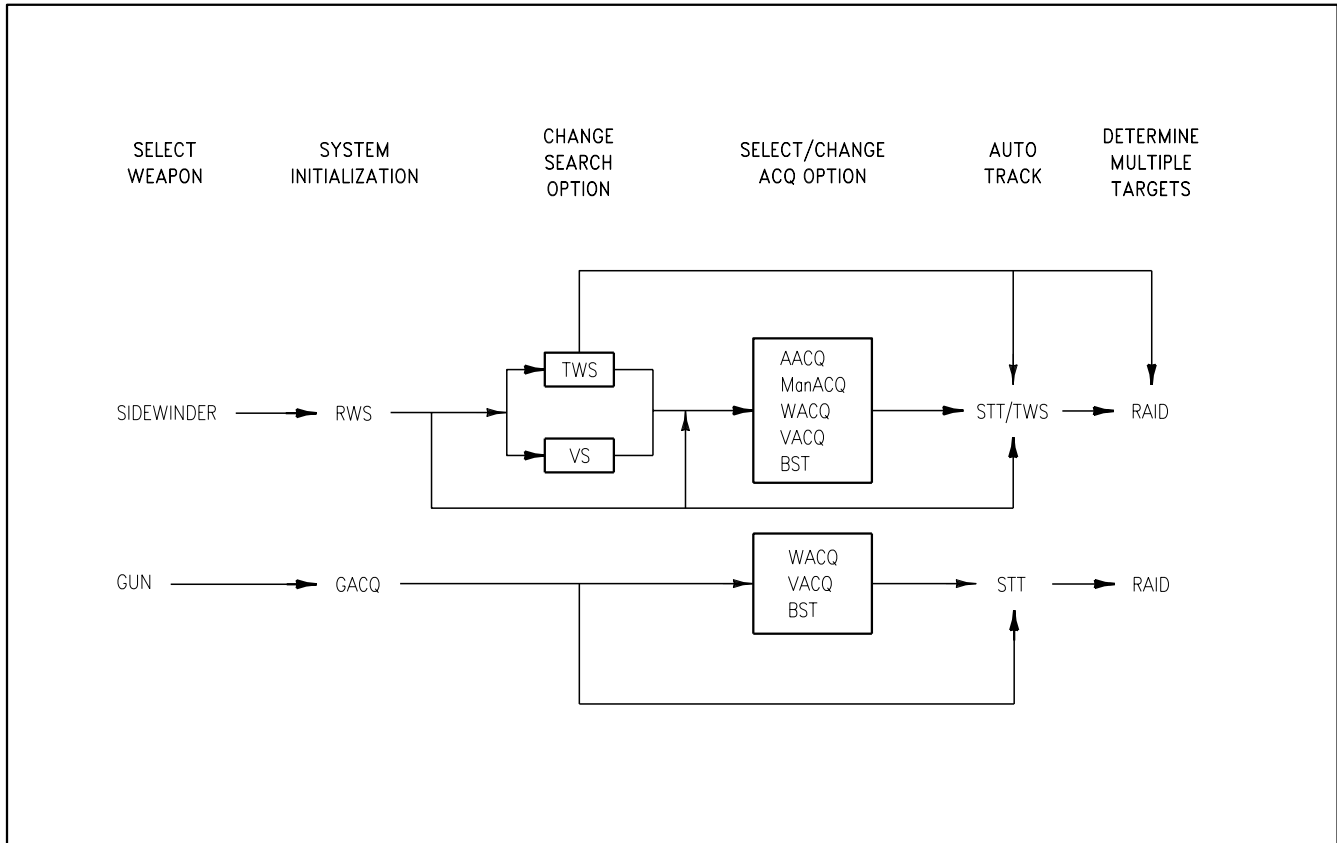 SELECT
WEAPON
SYSTEM
INITIALIZATION
CHANGE
SEARCH
OPTION
SELECT/CHANGE
ACQ OPTION
AUTO
TRACK
DETERMINE
MULTIPLE
TARGETS
SIDEWINDER
RWS
TWS
VS
AACQ
ManACQ
WACQ
VACQ
BST
STT/TWS
RAID
GUN
GACQ
WACQ
VACQ
BST
STT
RAID